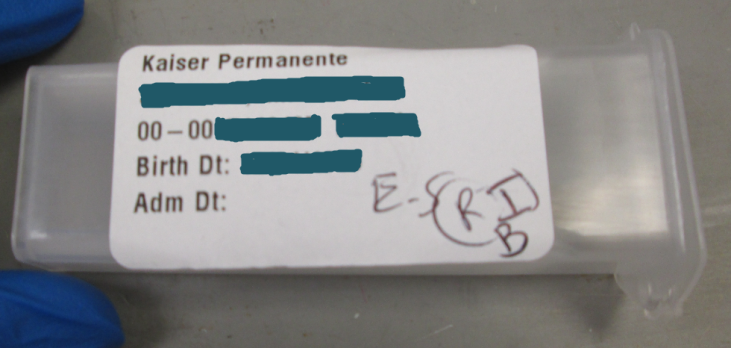 Kaiser Permanente
00-00
Birth Dt:
Adm Dt:
E-S R I
B